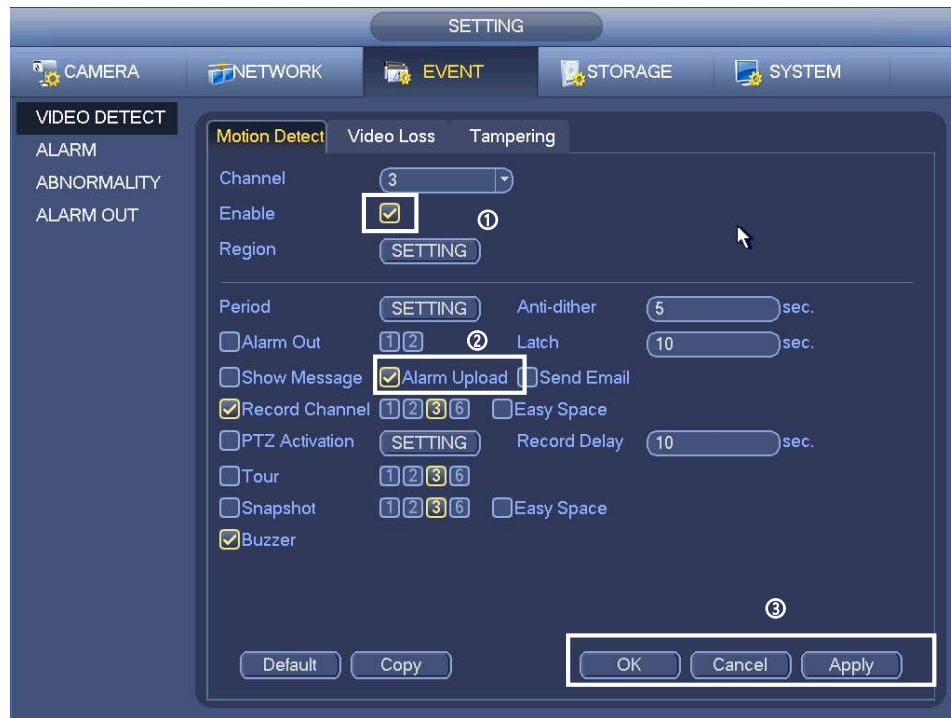 SETTING
CAMERA NETWORK EVENT STORAGE SYSTEM
VIDEO DETECT
ALARM
ABNORMALITY
ALARM OUT
Motion Detect Video Loss Tampering
Channel 3
Enable ①
Region SETTING
Period SETTING Anti-dither 5 sec.
Alarm Out 1 2 ② Latch 10 sec.
Show Message Alarm Upload Send Email
Record Channel 1 2 3 6 Easy Space
PTZ Activation SETTING Record Delay 10 sec.
Tour 1 2 3 6
Snapshot 1 2 3 6 Easy Space
Buzzer
③
Default Copy OK Cancel Apply